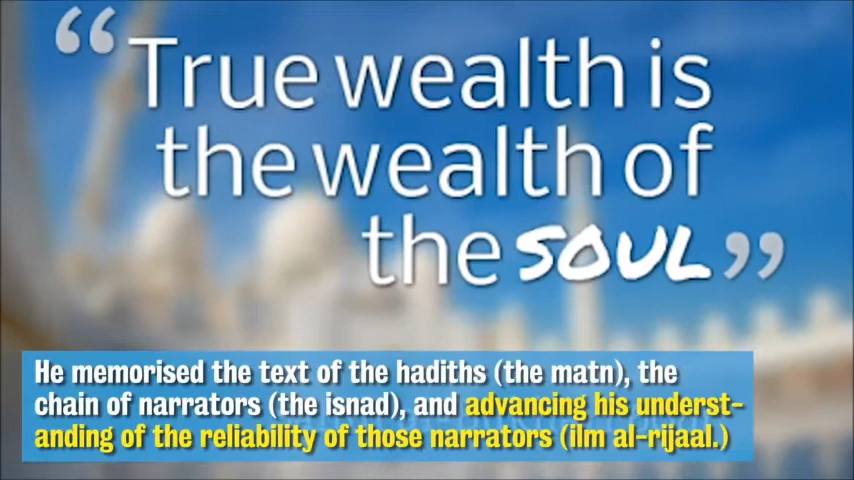 “True wealth is
the wealth of
the SOUL”
He memorised the text of the hadiths (the matn), the
chain of narrators (the isnad), and advancing his underst-
anding of the reliability of those narrators (ilm al-rijaal.)